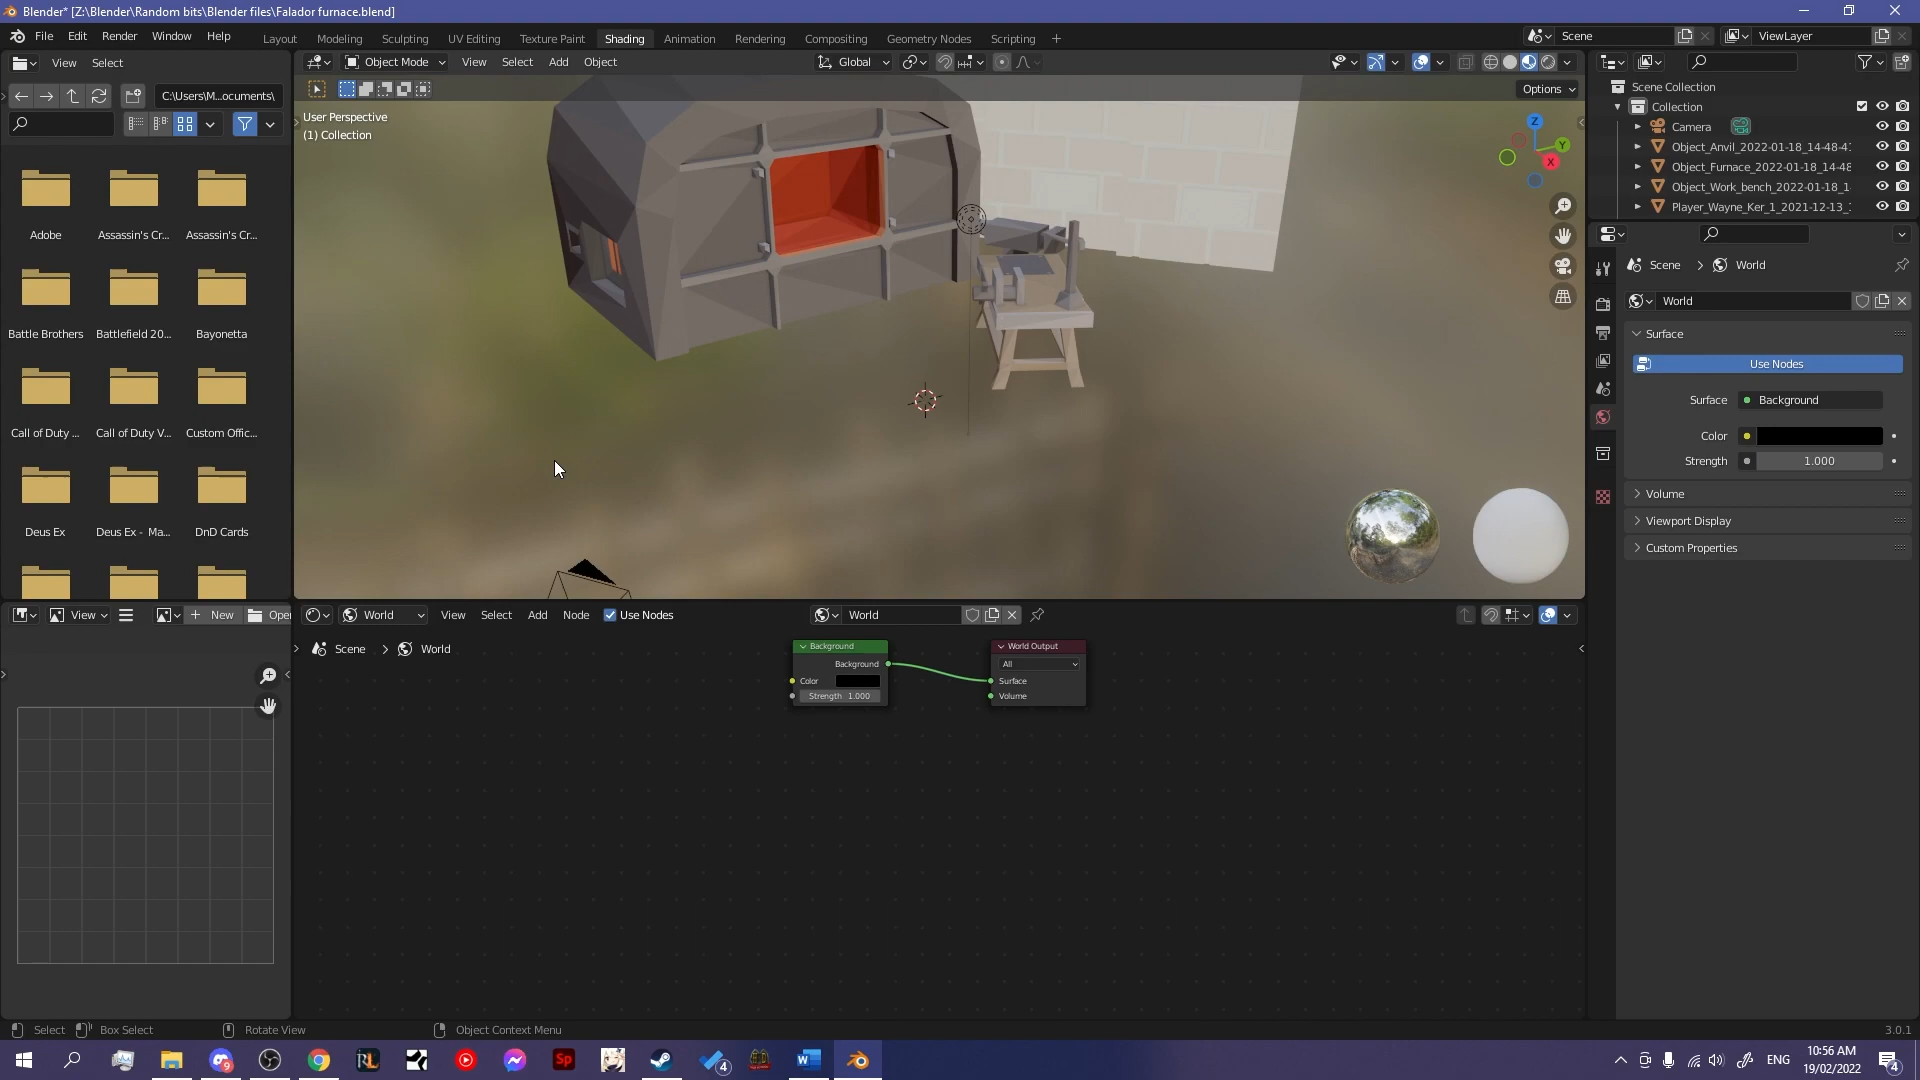 Blender* [Z:\Blender\Random bits\Blender files\Falador furnace.blend]
File Edit Render Window Help
Layout Modeling Sculpting UV Editing Texture Paint Shading Animation Rendering Compositing Geometry Nodes Scripting
Scene
ViewLayer
View Select
Object Mode View Select Add Object
Global
C:\Users\M...ocuments\
Options
User Perspective
(1) Collection
Z
Y
X
Scene Collection
Collection
Camera
Object_Anvil_2022-01-18_14-48-4
Object_Furnace_2022-01-18_14-48
Object_Work_bench_2022-01-18_1
Player_Wayne_Ker_1_2021-12-13_
Adobe Assassin's Cr... Assassin's Cr...
Battle Brothers Battlefield 20... Bayonetta
Call of Duty ... Call of Duty V... Custom Offic...
Deus Ex Deus Ex - Ma... DnD Cards
Scene > World
World
Surface
Use Nodes
Surface Background
Color
Strength 1.000
Volume
Viewport Display
Custom Properties
View New Open
World View Select Add Node Use Nodes
World
Scene > World
Background
Background
Color
Strength 1.000
World Output
All
Surface
Volume
Select Box Select Rotate View Object Context Menu
3.0.1
9
RL
Sp
4
W
ENG
10:56 AM
19/02/2022
4